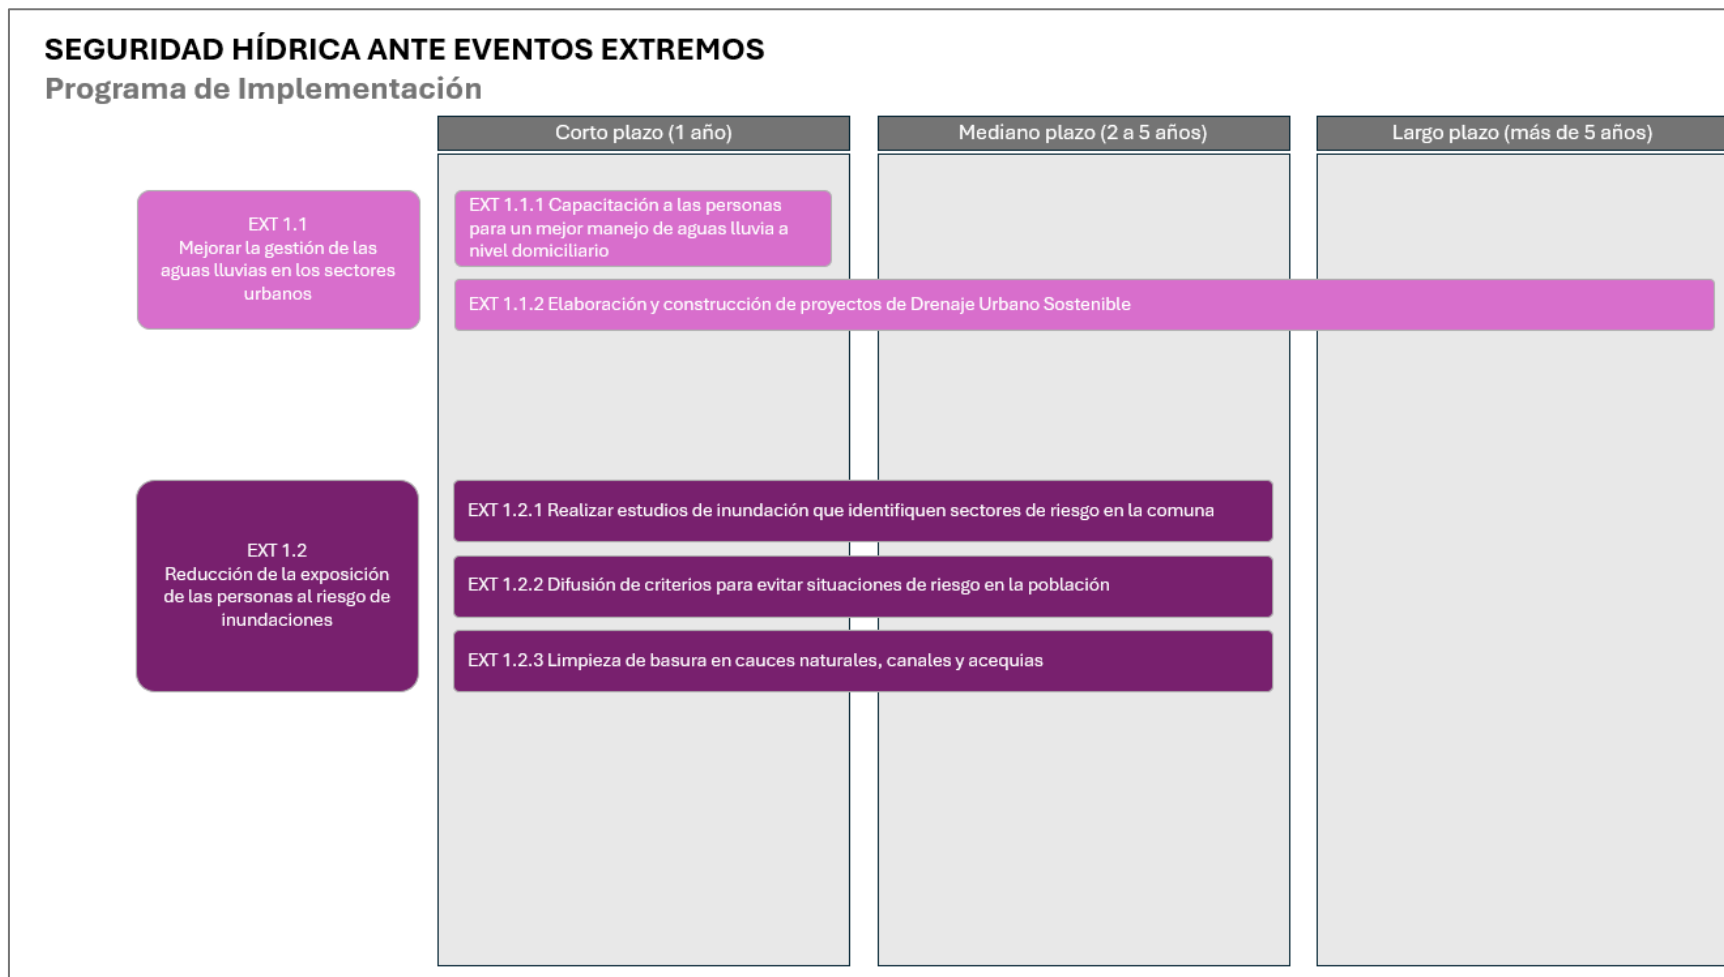 SEGURIDAD HÍDRICA ANTE EVENTOS EXTREMOS
Programa de Implementación
Corto plazo (1 año)
Mediano plazo (2 a 5 años)
Largo plazo (más de 5 años)
EXT 1.1
Mejorar la gestión de las
aguas lluvias en los sectores
urbanos
EXT 1.1.1 Capacitación a las personas
para un mejor manejo de aguas lluvia a
nivel domiciliario
EXT 1.1.2 Elaboración y construcción de proyectos de Drenaje Urbano Sostenible
EXT 1.2
Reducción de la exposición
de las personas al riesgo de
inundaciones
EXT 1.2.1 Realizar estudios de inundación que identifiquen sectores de riesgo en la comuna
EXT 1.2.2 Difusión de criterios para evitar situaciones de riesgo en la población
EXT 1.2.3 Limpieza de basura en cauces naturales, canales y acequias